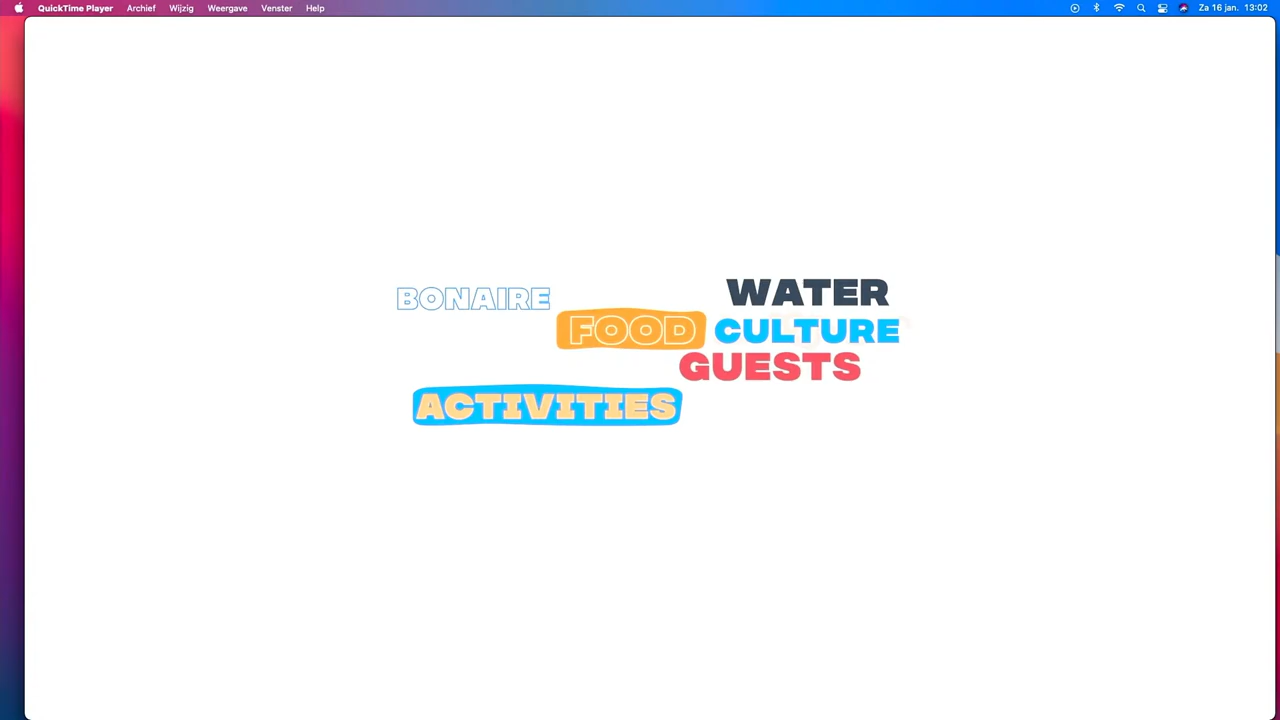 QuickTime Player Archief Wijzig Weergave Venster Help Za 16 jan. 13:02
BONAIRE
WATER
FOOD
CULTURE
GUESTS
ACTIVITIES